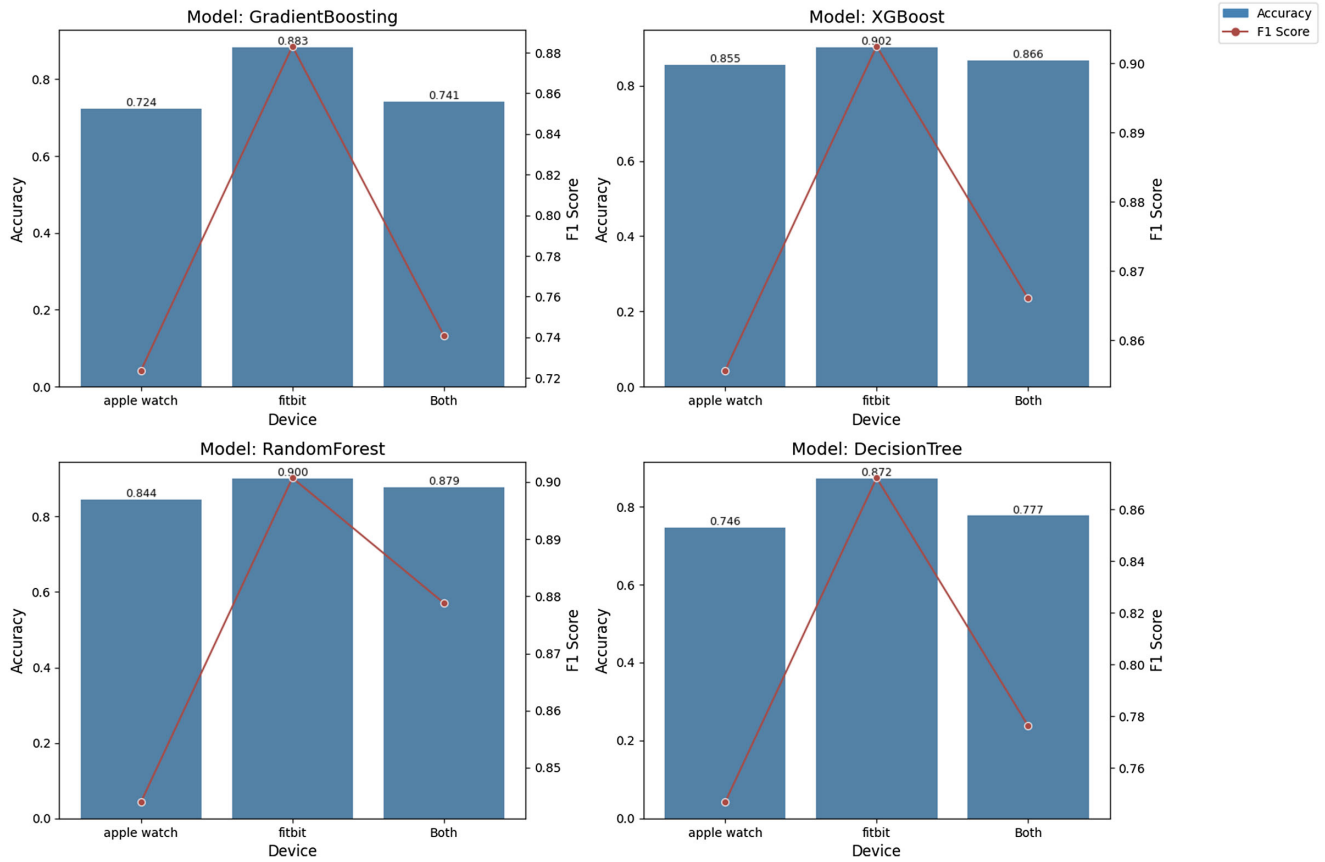 Model: GradientBoosting
0.724
0.883
0.741
0.8
0.6
0.4
0.2
0.0
Accuracy
0.88
0.86
0.84
0.82
0.80
0.78
0.76
0.74
0.72
F1 Score
apple watch
fitbit
Both
Device
Model: XGBoost
0.855
0.902
0.866
0.8
0.6
0.4
0.2
0.0
Accuracy
0.90
0.89
0.88
0.87
0.86
F1 Score
apple watch
fitbit
Both
Device
Accuracy
F1 Score
Model: RandomForest
0.844
0.900
0.879
0.8
0.6
0.4
0.2
0.0
Accuracy
0.90
0.89
0.88
0.87
0.86
0.85
F1 Score
apple watch
fitbit
Both
Device
Model: DecisionTree
0.746
0.872
0.777
0.8
0.6
0.4
0.2
0.0
Accuracy
0.86
0.84
0.82
0.80
0.78
0.76
F1 Score
apple watch
fitbit
Both
Device